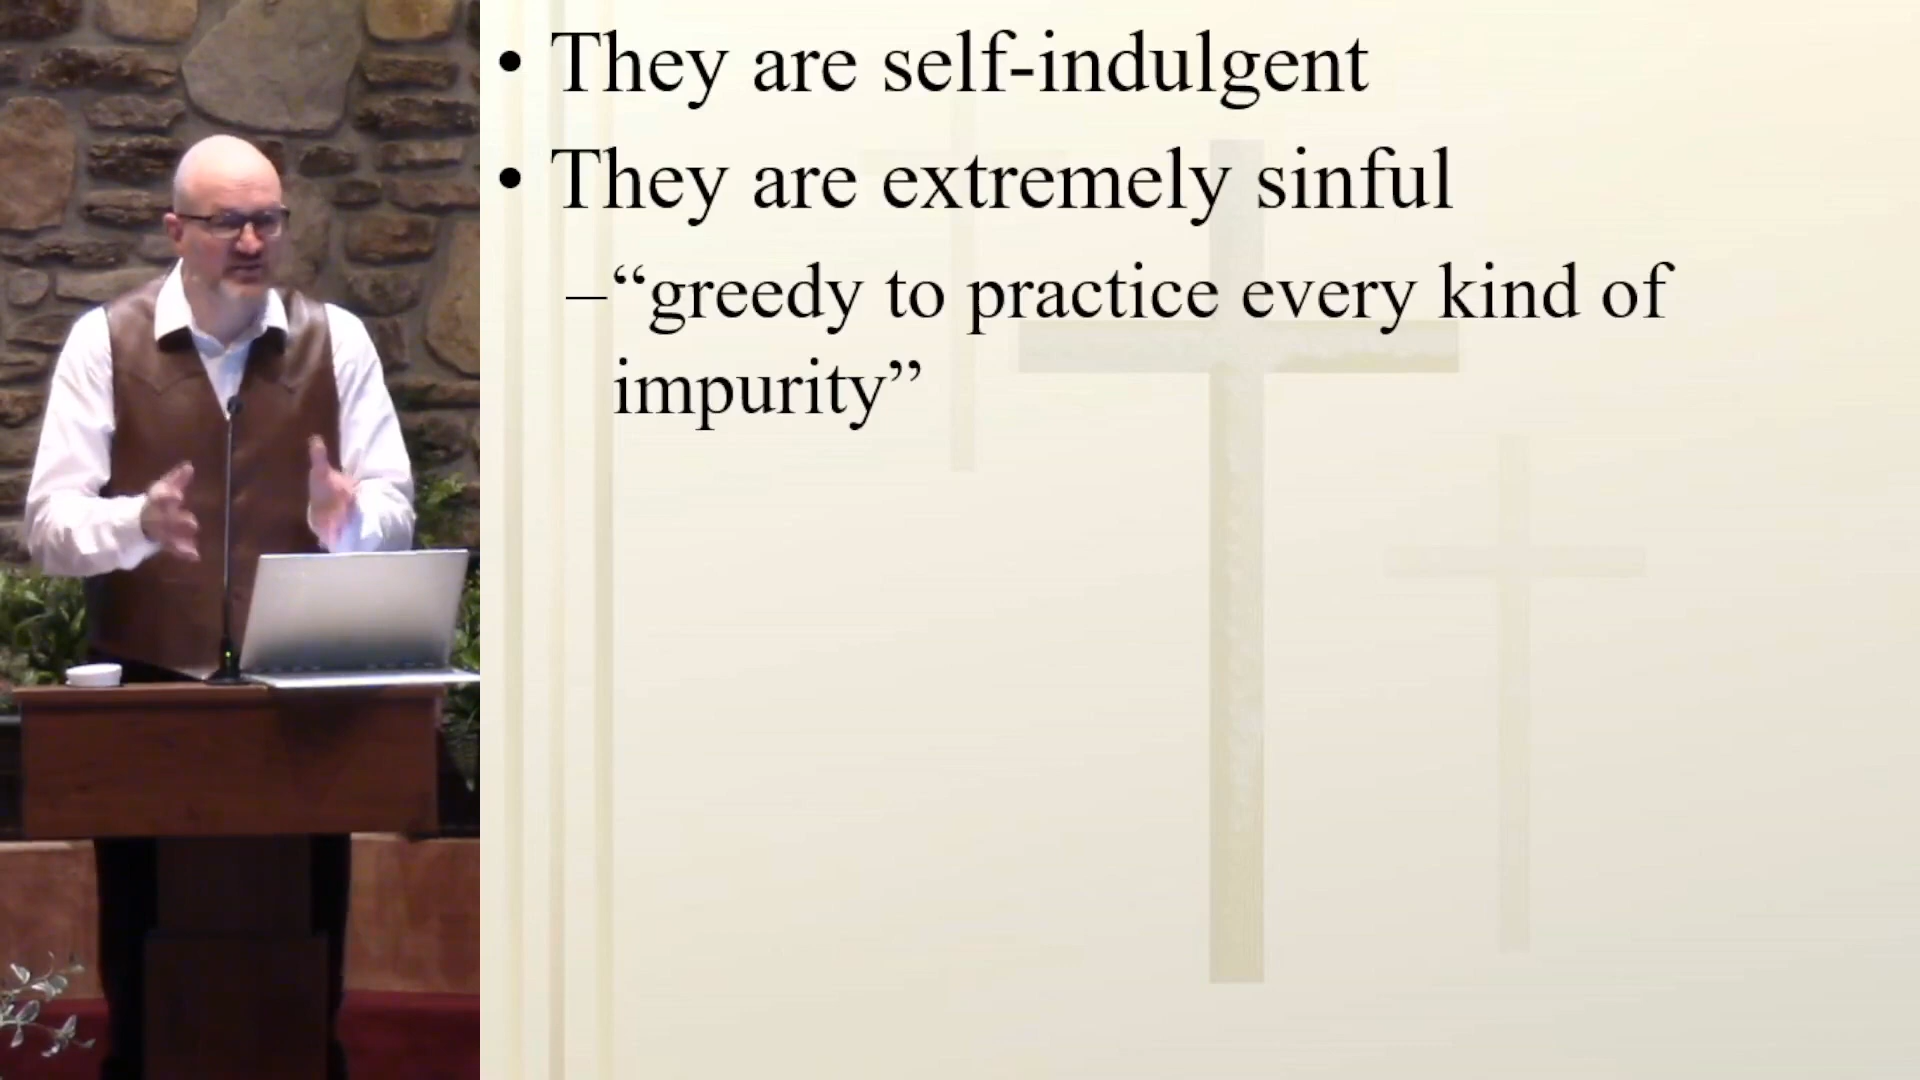 • They are self-indulgent
• They are extremely sinful
–“greedy to practice every kind of
impurity”